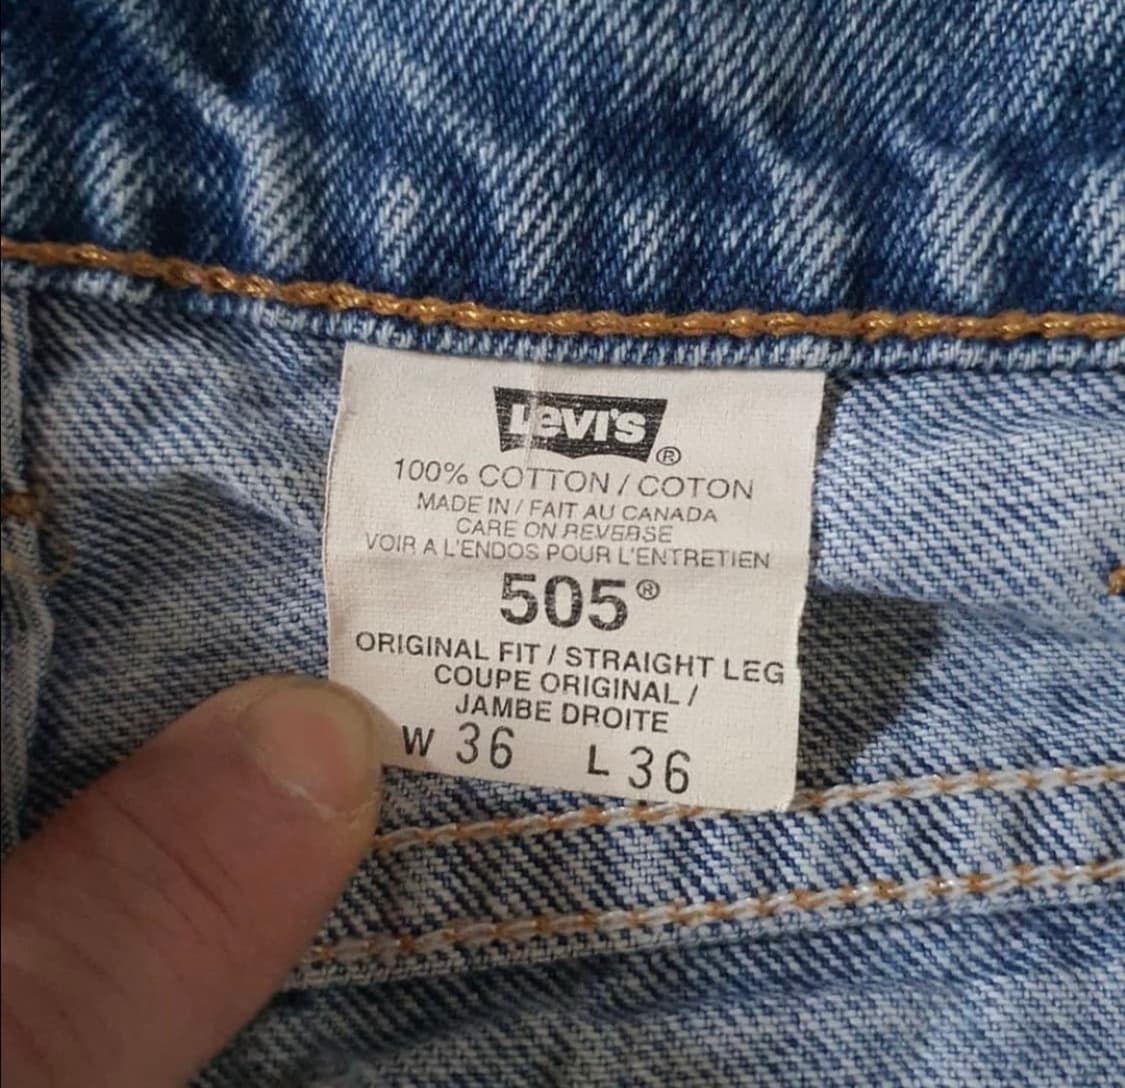 Levi's®
100% COTTON / COTON
MADE IN / FAIT AU CANADA
CARE ON REVERSE
VOIR A L'ENDOS POUR L'ENTRETIEN
505®
ORIGINAL FIT / STRAIGHT LEG
COUPE ORIGINAL /
JAMBE DROITE
W 36 L 36